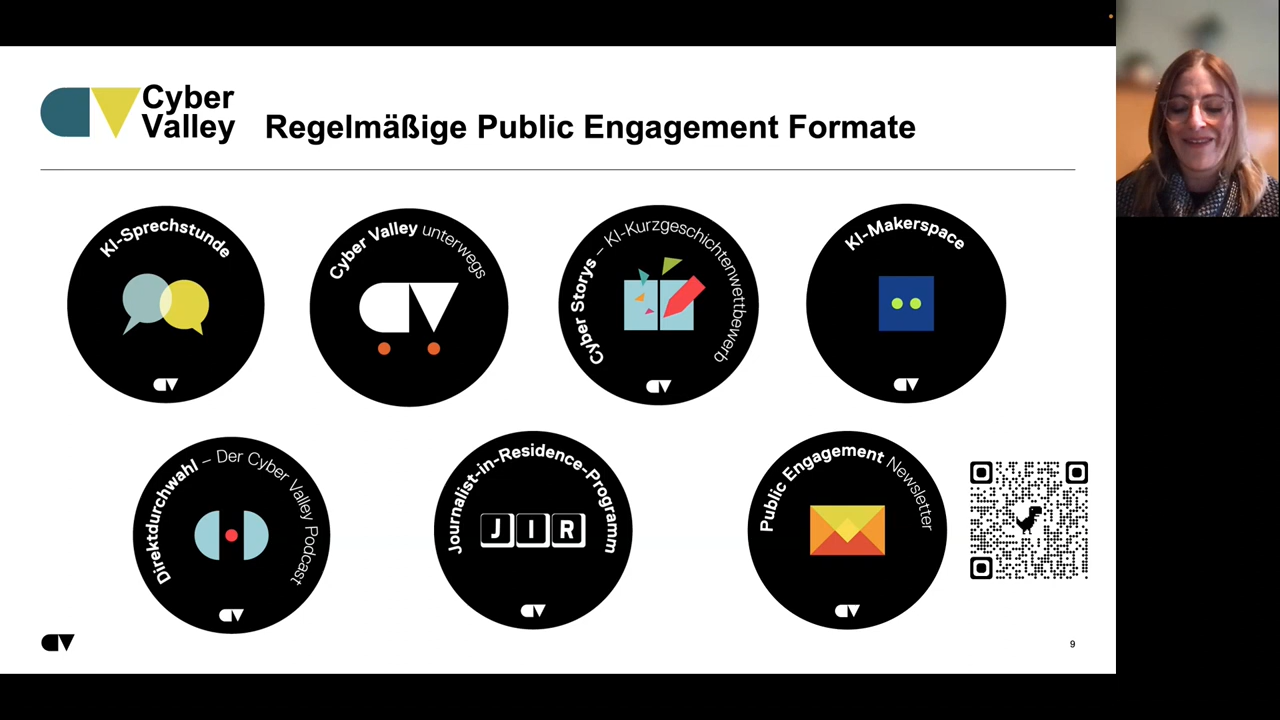 Cyber
Valley
Regelmäßige Public Engagement Formate
KI-Sprechstunde
Cyber Valley unterwegs
Cyber Storys – KI-Kurzgeschichtenwettbewerb
KI-Makerspace
Direktdurchwahl – Der Cyber Valley Podcast
Journalist-in-Residence-Programm
J I R
Public Engagement Newsletter
9